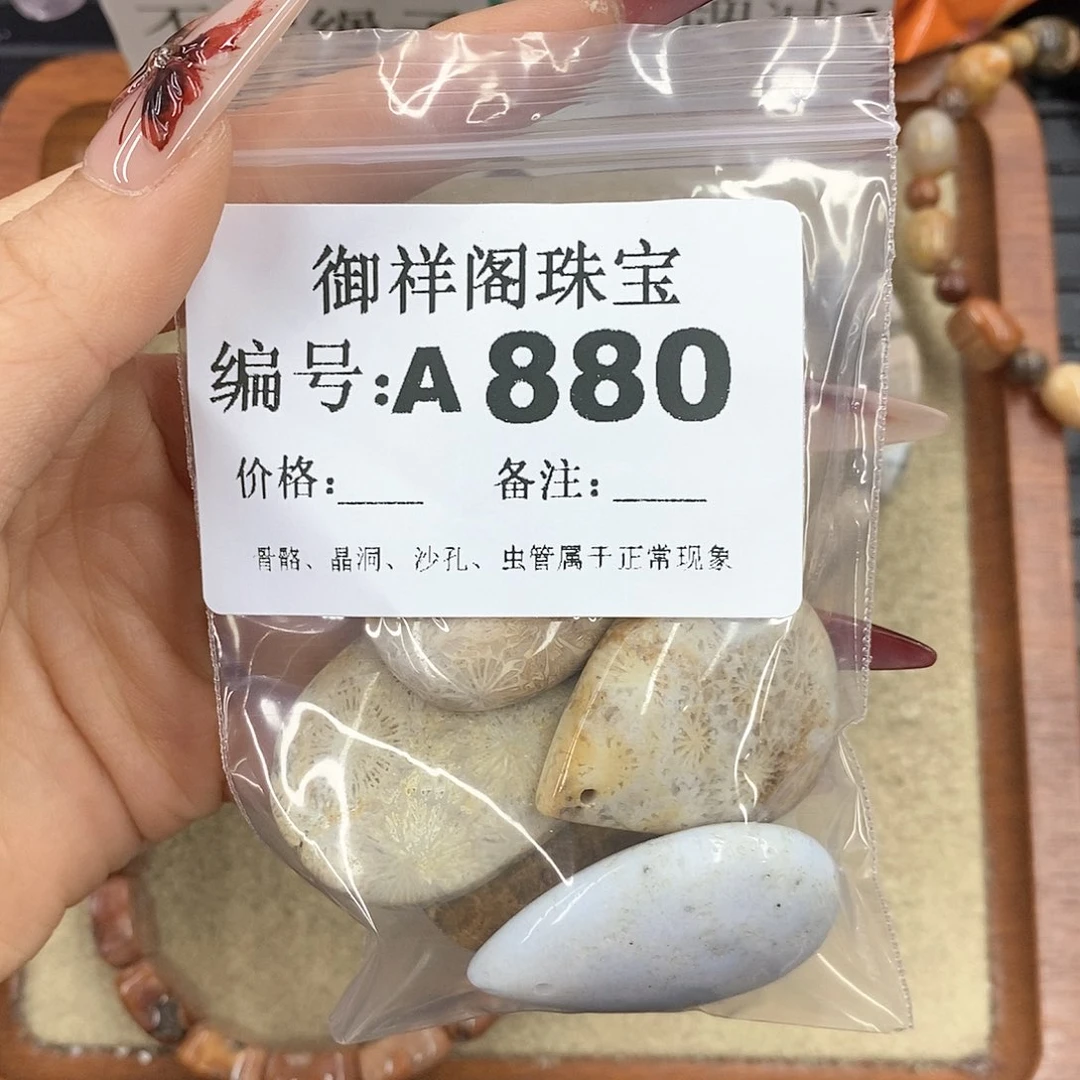 御祥阁珠宝
编号:A 880
价格:____ 备注:____
骨骼、晶洞、沙孔、虫管属于正常现象